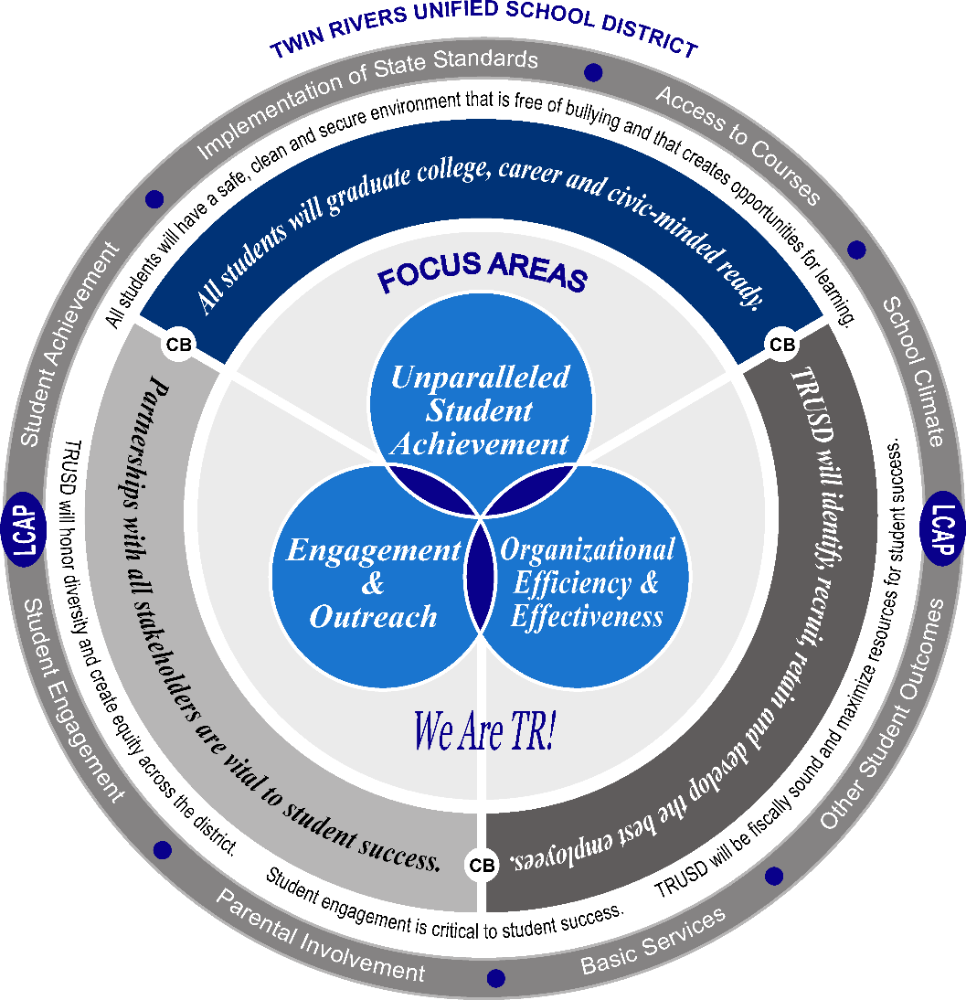 TWIN RIVERS UNIFIED SCHOOL DISTRICT
Implementation of State Standards
Access to Courses
School Climate
LCAP
Other Student Outcomes
Basic Services
Parental Involvement
Student Engagement
LCAP
Student Achievement
All students will have a safe, clean and secure environment that is free of bullying and that creates opportunities for learning.
TRUSD will be fiscally sound and maximize resources for student success.
Student engagement is critical to student success.
TRUSD will honor diversity and create equity across the district.
All students will graduate college, career and civic-minded ready.
CB
TRUSD will identify, recruit, retain and develop the best employees.
CB
Partnerships with all stakeholders are vital to student success.
CB
FOCUS AREAS
Unparalleled
Student
Achievement
Engagement
&
Outreach
Organizational
Efficiency &
Effectiveness
We Are TR!